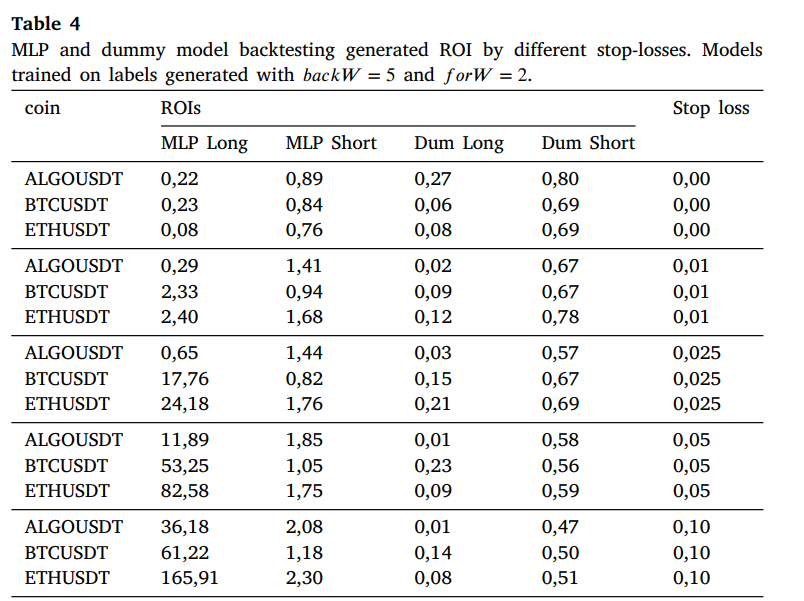 Table 4
MLP and dummy model backtesting generated ROI by different stop-losses. Models
trained on labels generated with backW = 5 and forW = 2.
coin ROIs Stop loss
MLP Long MLP Short Dum Long Dum Short
ALGOUSDT 0,22 0,89 0,27 0,80 0,00
BTCUSDT 0,23 0,84 0,06 0,69 0,00
ETHUSDT 0,08 0,76 0,08 0,69 0,00
ALGOUSDT 0,29 1,41 0,02 0,67 0,01
BTCUSDT 2,33 0,94 0,09 0,67 0,01
ETHUSDT 2,40 1,68 0,12 0,78 0,01
ALGOUSDT 0,65 1,44 0,03 0,57 0,025
BTCUSDT 17,76 0,82 0,15 0,67 0,025
ETHUSDT 24,18 1,76 0,21 0,69 0,025
ALGOUSDT 11,89 1,85 0,01 0,58 0,05
BTCUSDT 53,25 1,05 0,23 0,56 0,05
ETHUSDT 82,58 1,75 0,09 0,59 0,05
ALGOUSDT 36,18 2,08 0,01 0,47 0,10
BTCUSDT 61,22 1,18 0,14 0,50 0,10
ETHUSDT 165,91 2,30 0,08 0,51 0,10